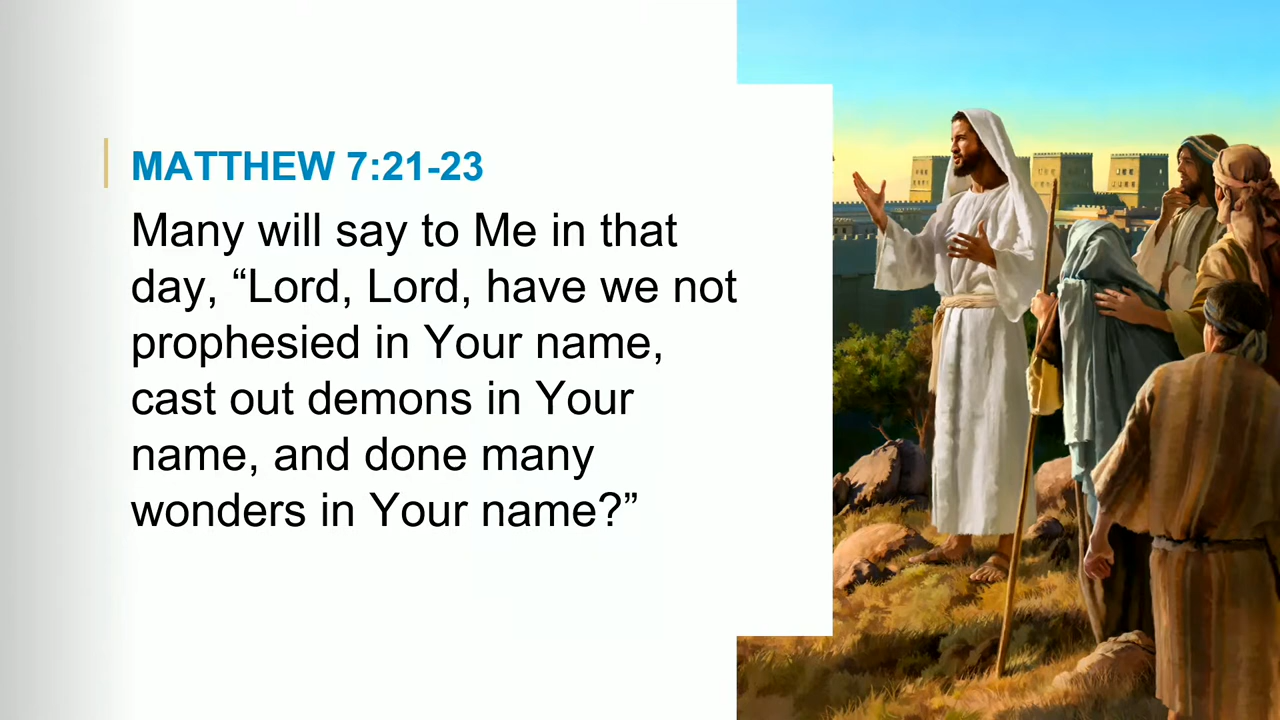 MATTHEW 7:21-23
Many will say to Me in that
day, “Lord, Lord, have we not
prophesied in Your name,
cast out demons in Your
name, and done many
wonders in Your name?”